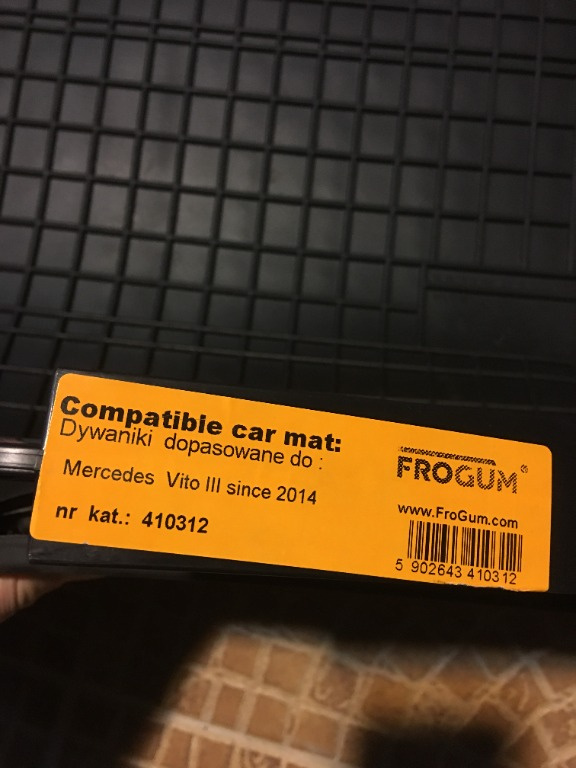 Compatibie car mat:
Dywaniki dopasowane do :
Mercedes Vito III since 2014
nr kat.: 410312
FROGUM®
www.FroGum.com
5 902643 410312